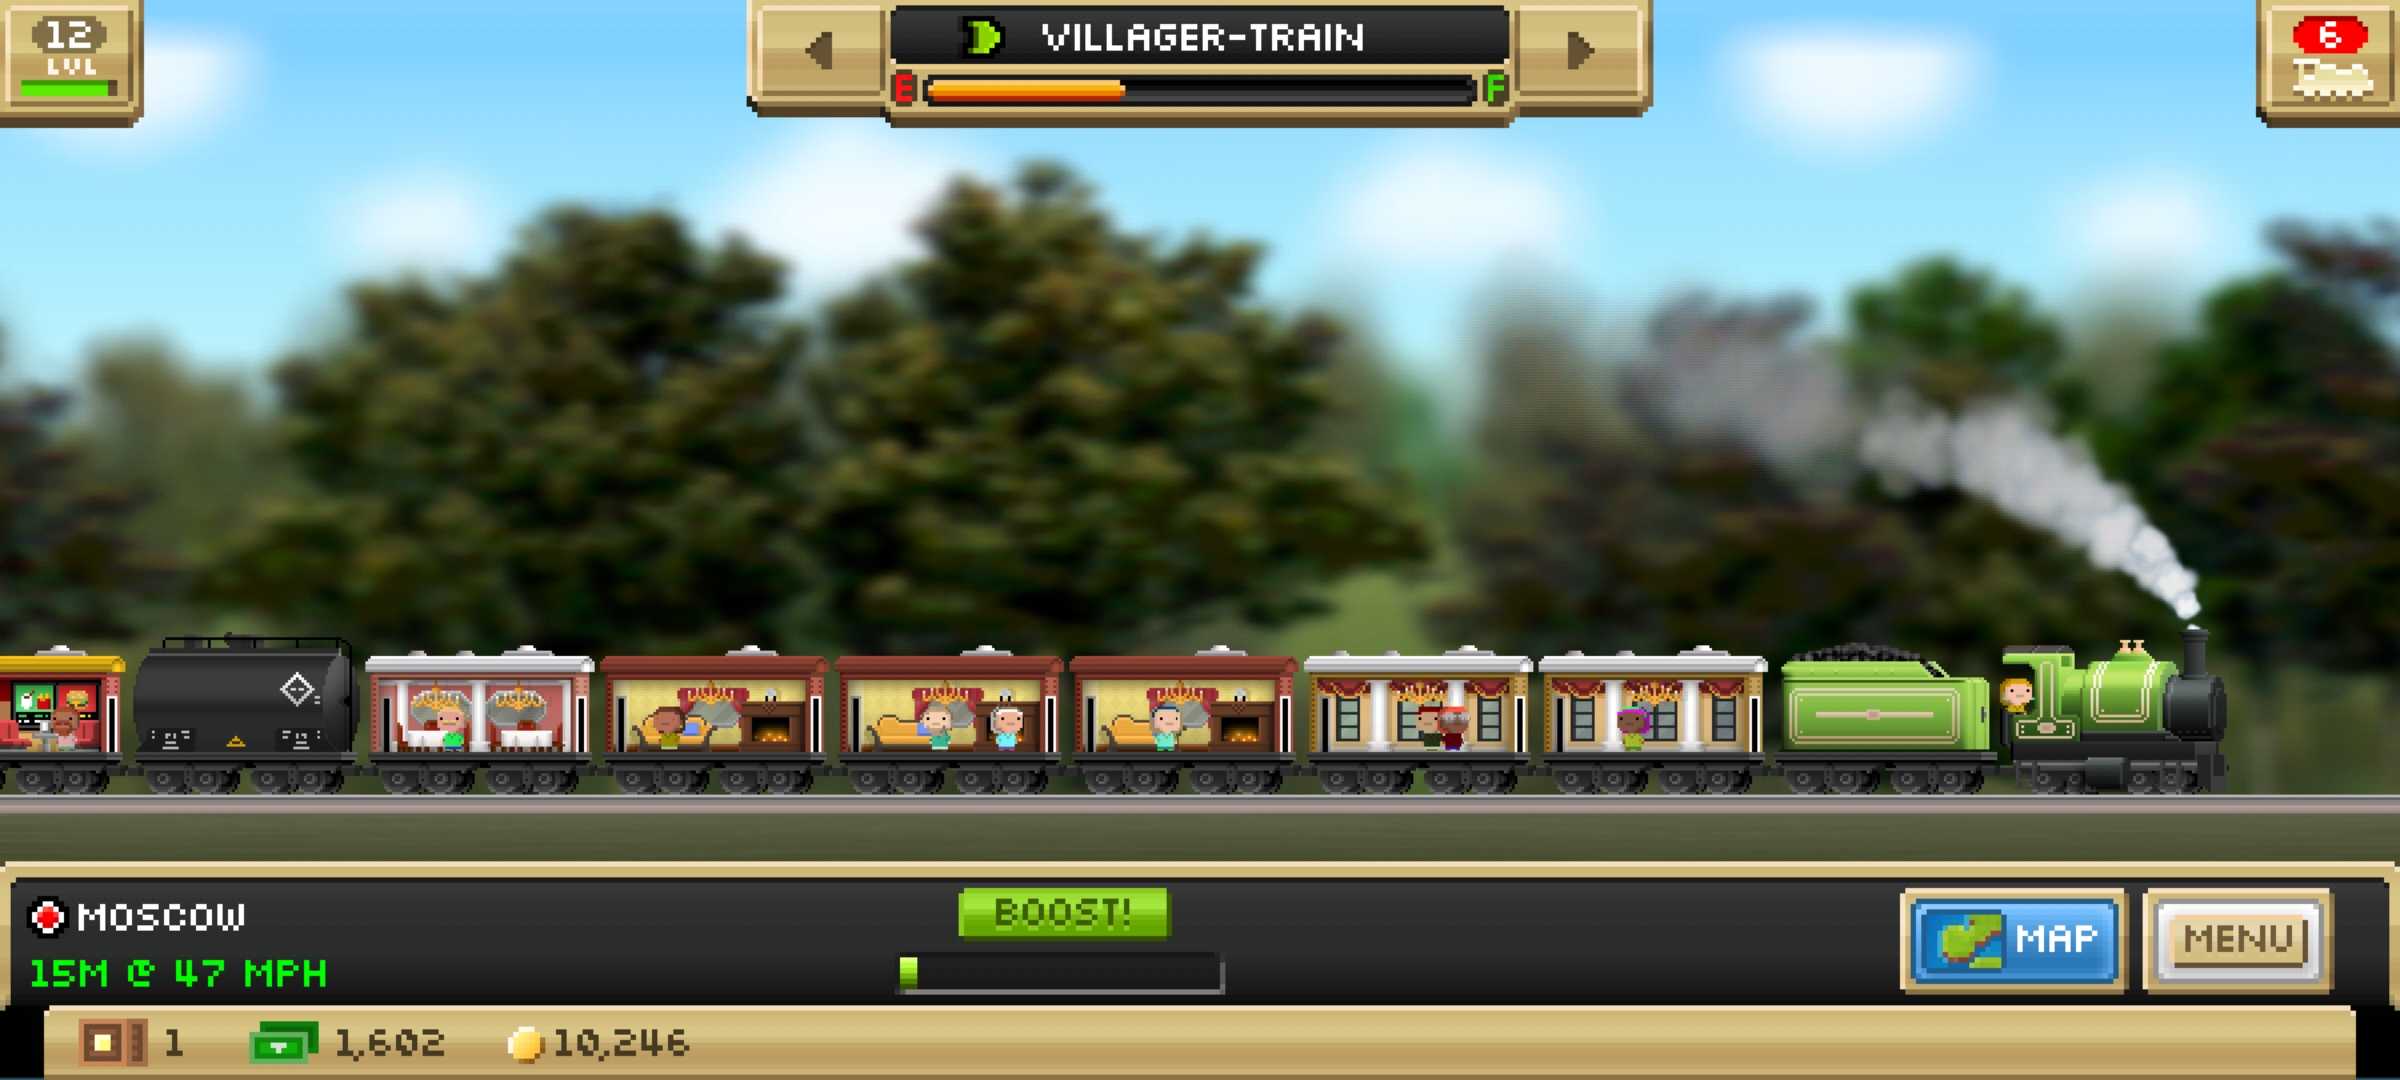 12
LVL
VILLAGER-TRAIN
E F
6
MOSCOW
15M @ 47 MPH
BOOST!
MAP
MENU
1
1,602
10,246